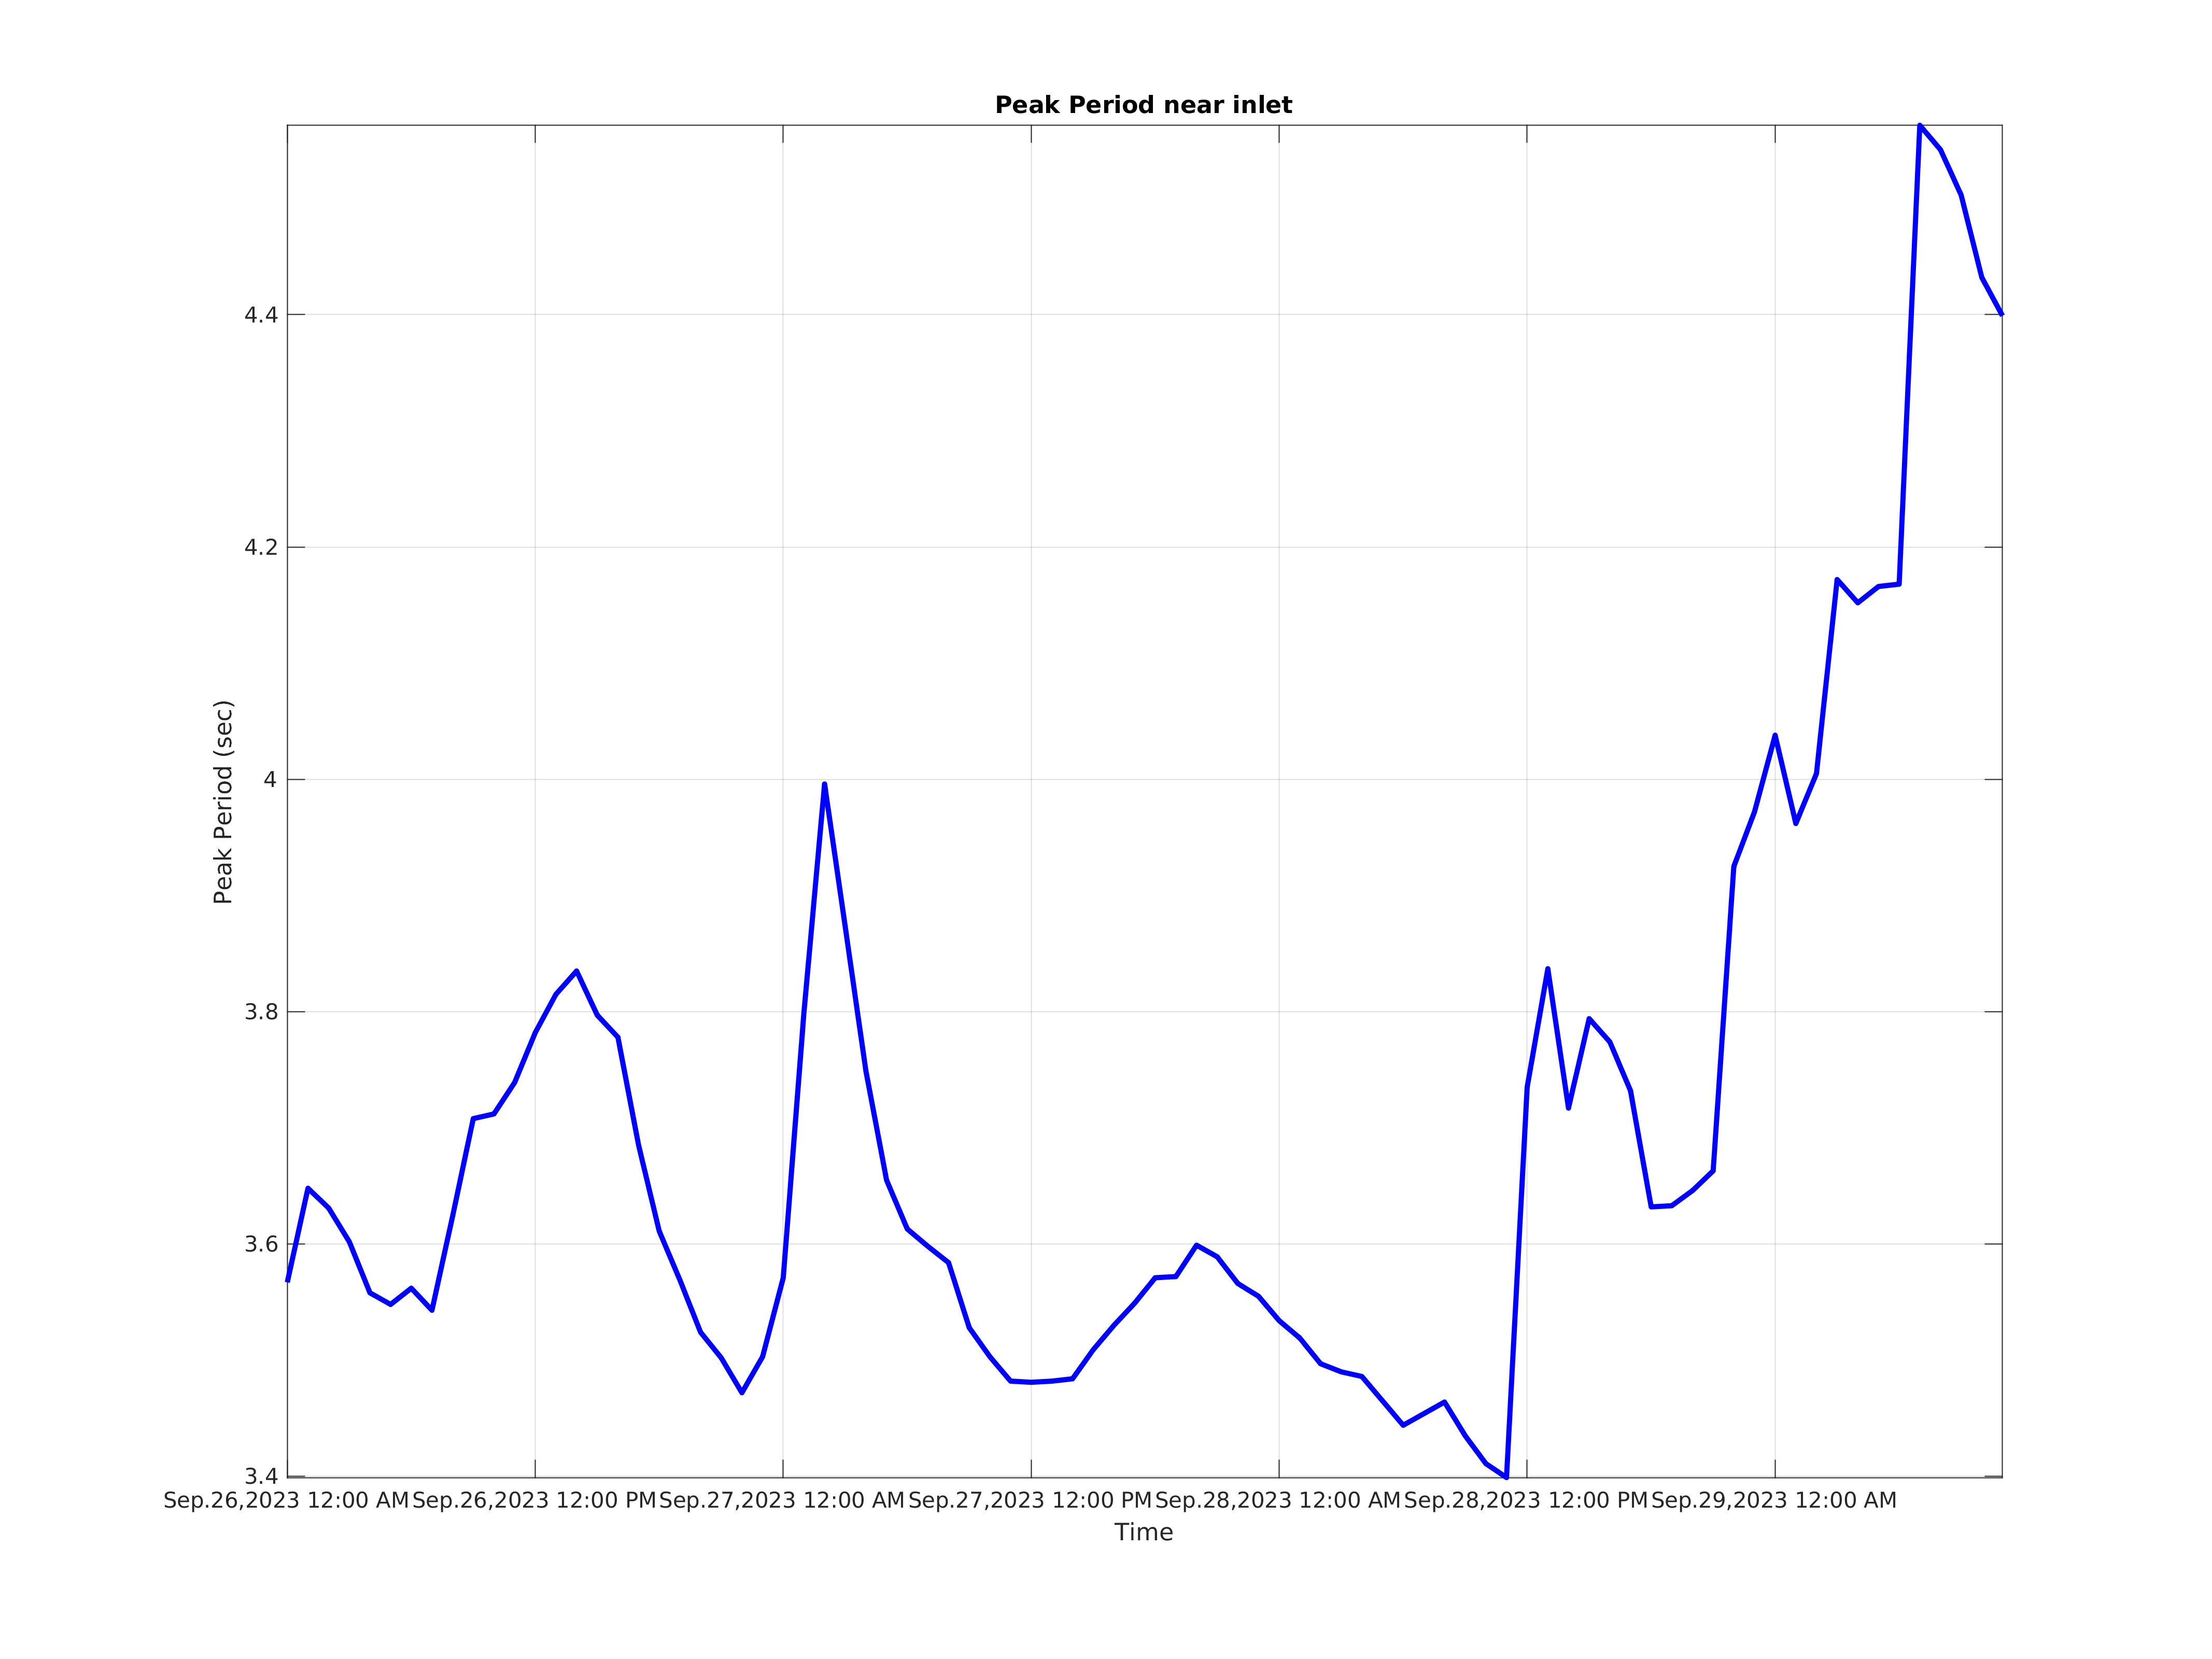 Peak Period near inlet
4.4
4.2
4
3.8
3.6
3.4
Peak Period (sec)
Sep.26,2023 12:00 AM Sep.26,2023 12:00 PM Sep.27,2023 12:00 AM Sep.27,2023 12:00 PM Sep.28,2023 12:00 AM Sep.28,2023 12:00 PM Sep.29,2023 12:00 AM
Time